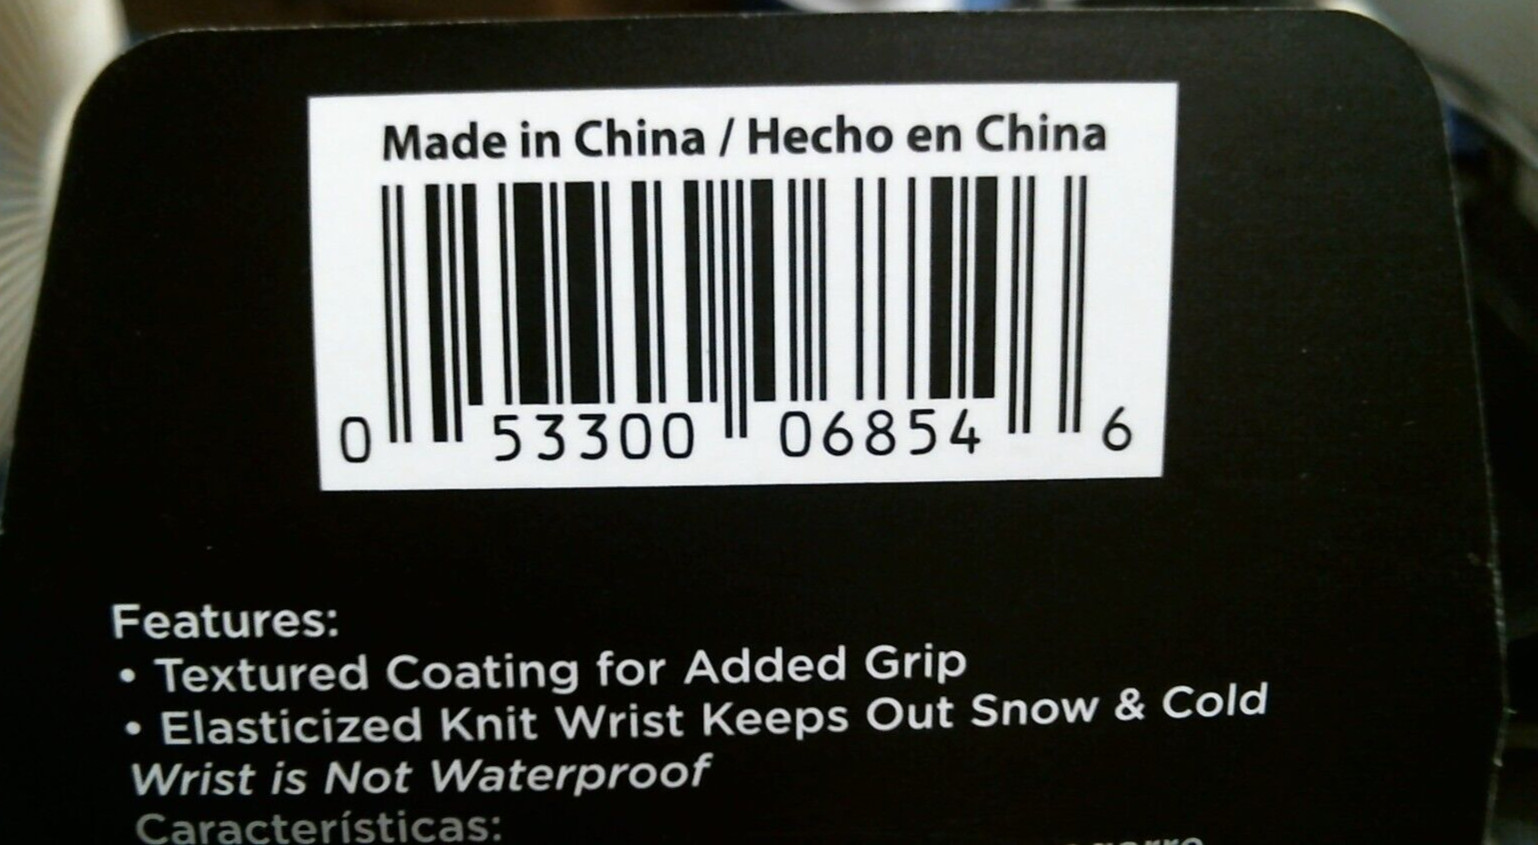 Made in China / Hecho en China
0 53300 06854 6
Features:
• Textured Coating for Added Grip
• Elasticized Knit Wrist Keeps Out Snow & Cold
Wrist is Not Waterproof
Características: